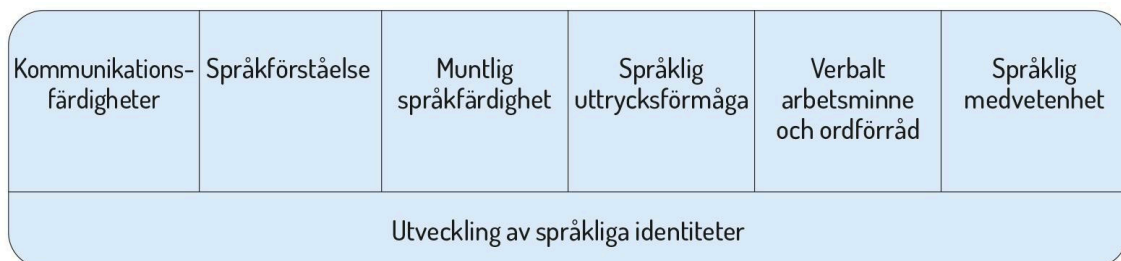 Kommunikations-
färdigheter
Språkförståelse
Muntlig
språkfärdighet
Språklig
uttrycksförmåga
Verbalt
arbetsminne
och ordförråd
Språklig
medvetenhet
Utveckling av språkliga identiteter